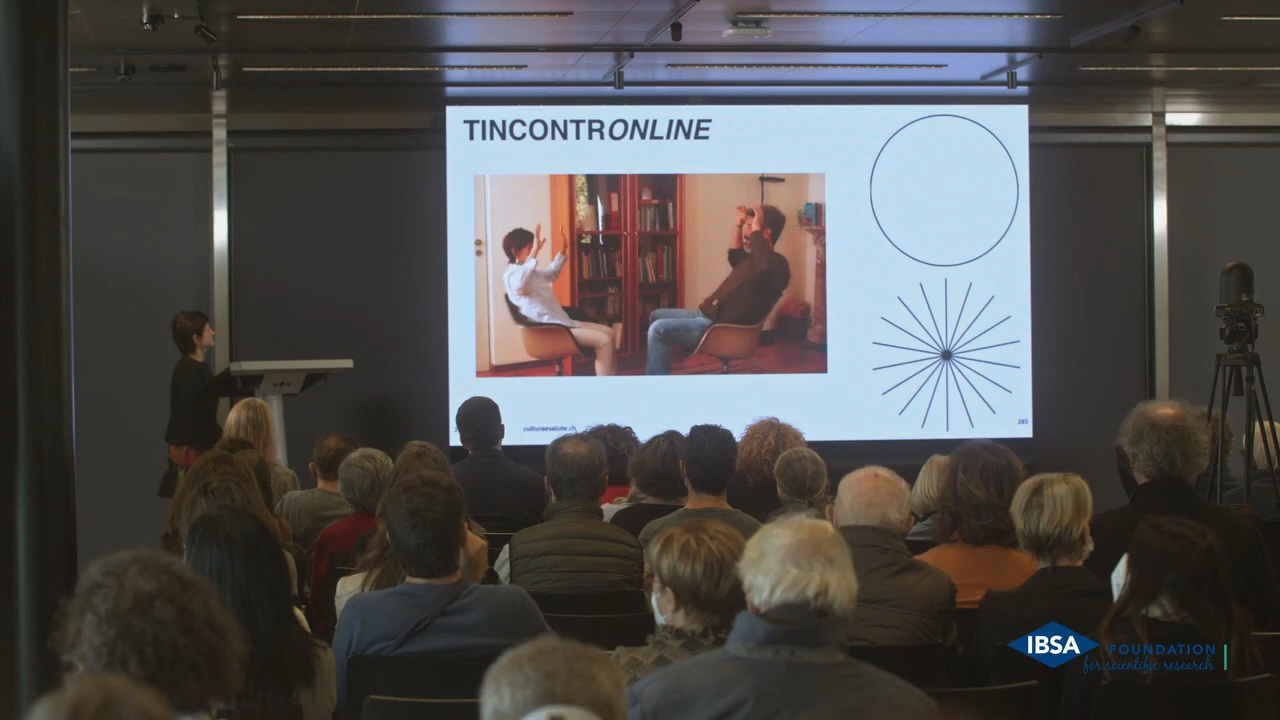 TINCONTRONLINE
culturaesalute.ch
285
IBSA FOUNDATION
for scientific research